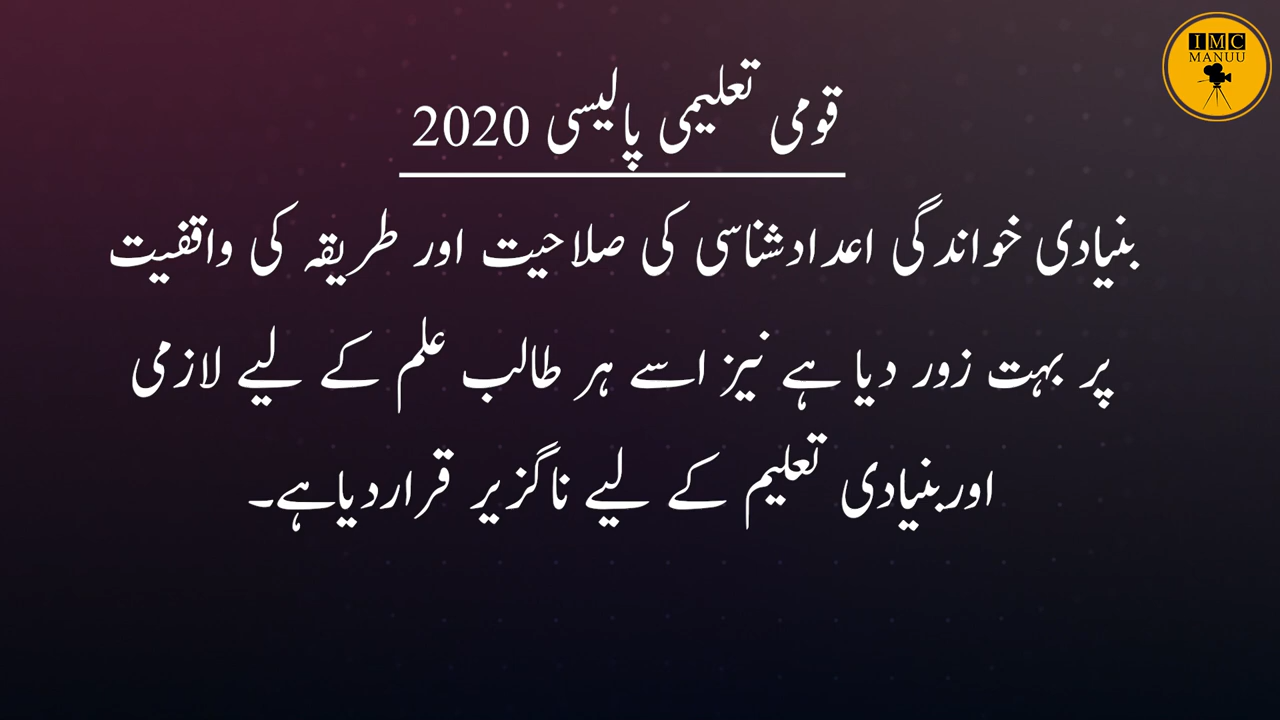 IMC
MANUU
قومی تعلیمی پالیسی 2020
بنیادی خواندگی اعدادشناسی کی صلاحیت اور طریقہ کی واقفیت
پر بہت زور دیا ہے نیز اسے ہر طالب علم کے لیے لازمی
اوربنیادی تعلیم کے لیے ناگزیر قراردیاہے۔